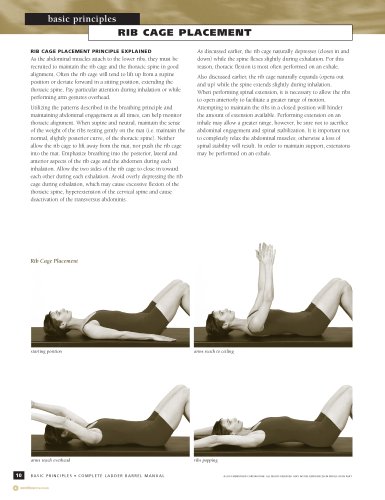 basic principles
RIB CAGE PLACEMENT
RIB CAGE PLACEMENT PRINCIPLE EXPLAINED
As the abdominal muscles attach to the lower ribs, they must be
recruited to maintain the rib cage and the thoracic spine in good
alignment. Often the rib cage will tend to lift up from a supine
position or deviate forward in a sitting position, extending the
thoracic spine. Pay particular attention during inhalation or while
performing arm gestures overhead.
Utilizing the patterns described in the breathing principle and
maintaining abdominal engagement at all times, can help monitor
thoracic alignment. When supine and neutral, maintain the sense
of the weight of the ribs resting gently on the mat (i.e. maintain the
normal, slightly posterior curve, of the thoracic spine). Neither
allow the rib cage to lift away from the mat, nor push the rib cage
into the mat. Emphasize breathing into the posterior, lateral and
anterior aspects of the rib cage and the abdomen during each
inhalation. Allow the two sides of the rib cage to close in toward
each other during each exhalation. Avoid overly depressing the rib
cage during exhalation, which may cause excessive flexion of the
thoracic spine, hyperextension of the cervical spine and cause
deactivation of the transversus abdominus.
As discussed earlier, the rib cage naturally depresses (closes in and
down) while the spine flexes slightly during exhalation. For this
reason, thoracic flexion is most often performed on an exhale.
Also discussed earlier, the rib cage naturally expands (opens out
and up) while the spine extends slightly during inhalation.
When performing spinal extension, it is necessary to allow the ribs
to open anteriorly to facilitate a greater range of motion.
Attempting to maintain the ribs in a closed position will hinder
the amount of extension available. Performing extension on an
inhale may allow a greater range, however, be sure not to sacrifice
abdominal engagement and spinal stabilization. It is important not
to completely relax the abdominal muscles; otherwise a loss of
spinal stability will result. In order to maintain support, extensions
may be performed on an exhale.
Rib Cage Placement
starting position
arms reach to ceiling
arms reach overhead
ribs popping
10
BASIC PRINCIPLES • COMPLETE LADDER BARREL MANUAL